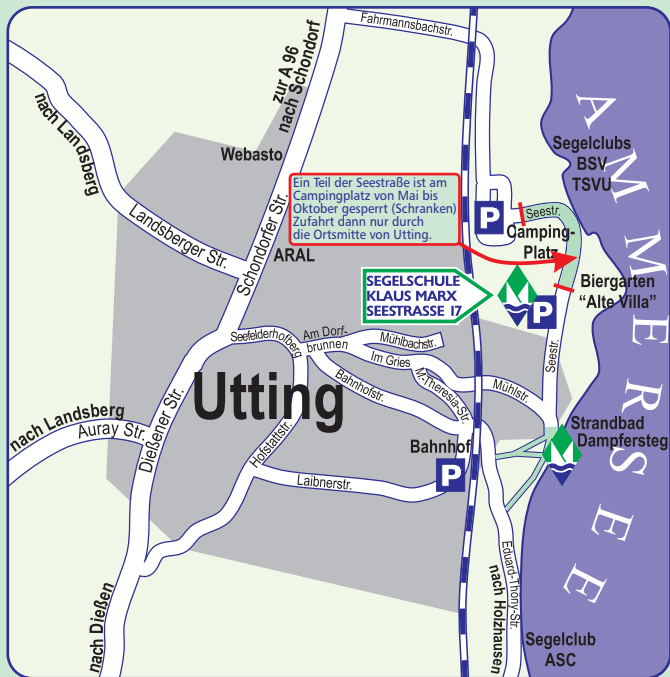 Fahrmannsbachstr.
zur A 96
nach Schondorf
nach Landsberg
Webasto
AMMERSEE
Segelclubs
BSV
TSVU
Ein Teil der Seestraße ist am
Campingplatz von Mai bis
Oktober gesperrt (Schranken)
Zufahrt dann nur durch
die Ortsmitte von Utting.
P
Seestr.
Camping-
Platz
Landsberger Str.
Schondorfer Str.
ARAL
SEGELSCHULE
KLAUS MARX
SEESTRASSE 17
P
Biergarten
“Alte Villa”
Seefelderhofberg
Am Dorf-
brunnen
Mühlbachstr.
Im Gries
Seestr.
Utting
Bahnhofstr.
M.-Theresia-Str.
Mühlstr.
nach Landsberg
Auray Str.
Dießener Str.
Hofstattstr.
Bahnhof
P
Strandbad
Dampfersteg
Laibnerstr.
Eduard-Thöny-Str.
nach Holzhausen
nach Dießen
Segelclub
ASC